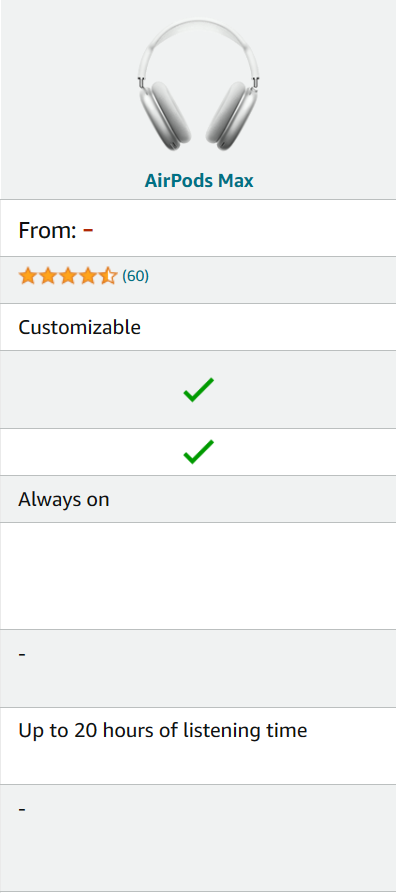 AirPods Max
From: -
(60)
Customizable
Always on
-
Up to 20 hours of listening time
-